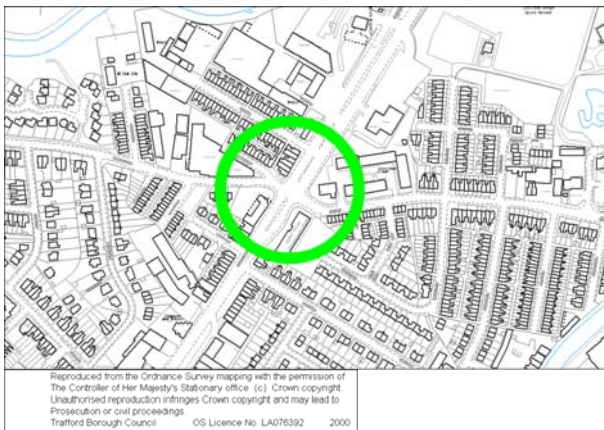 Reproduced from the Ordnance Survey mapping with the permission of
The Controller of Her Majesty's Stationary office (c) Crown copyright.
Unauthorised reproduction infringes Crown copyright and may lead to
Prosecution or civil proceedings
Trafford Borough Council OS Licence No. LA076392 2000